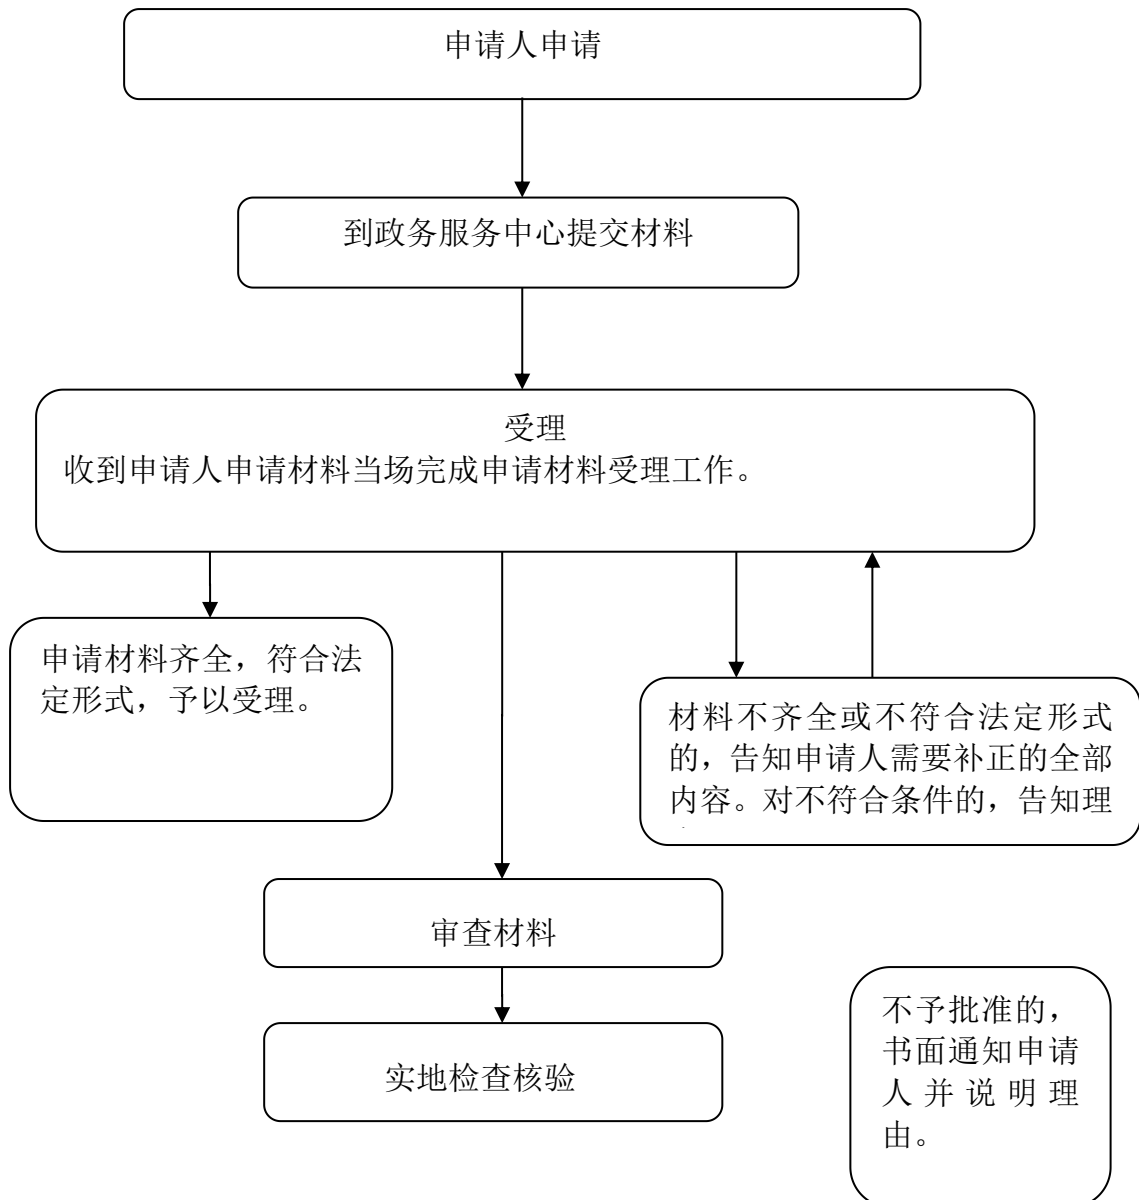 申请人申请
到政务服务中心提交材料
受理
收到申请人申请材料当场完成申请材料受理工作。
申请材料齐全，符合法
定形式，予以受理。
材料不齐全或不符合法定形式
的，告知申请人需要补正的全部
内容。对不符合条件的，告知理
审查材料
实地检查核验
不予批准的，
书面通知申请
人并说明理
由。